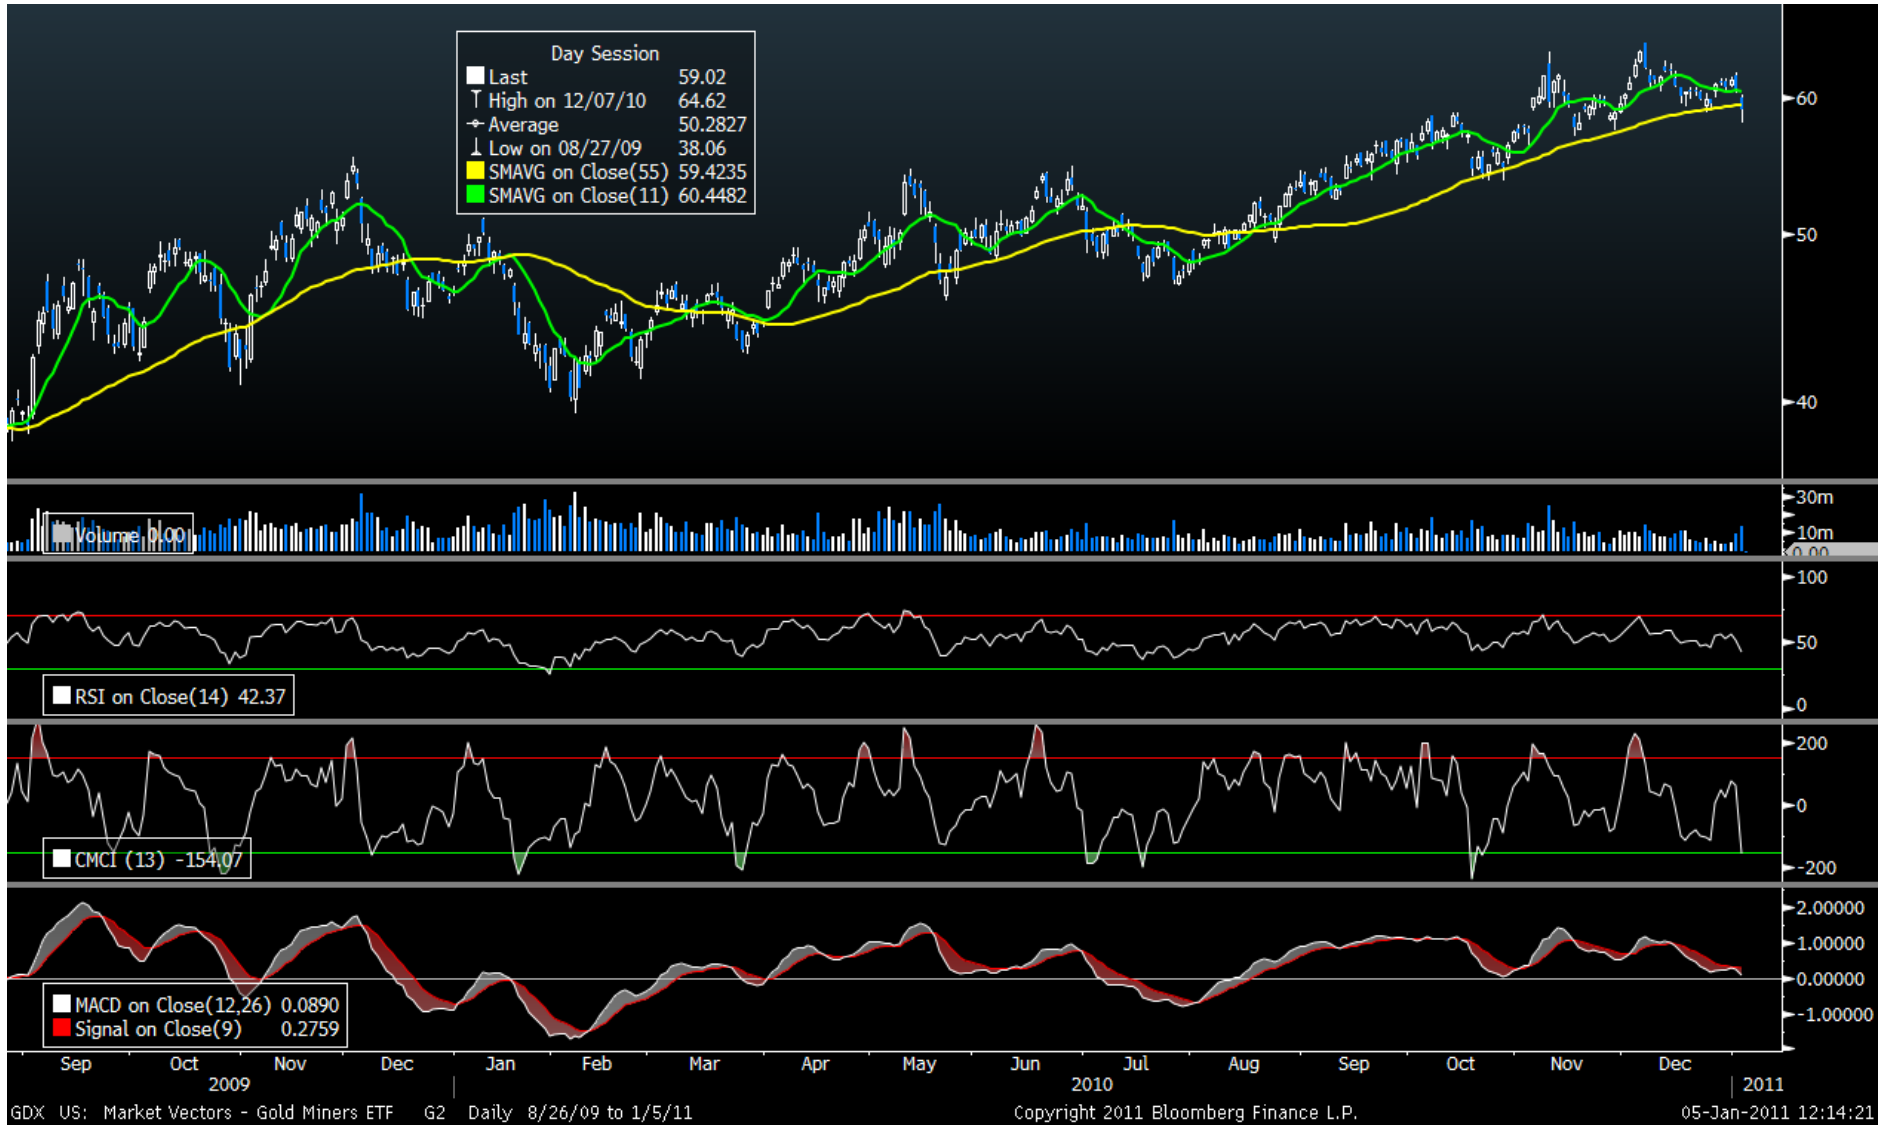 Day Session
Last 59.02
High on 12/07/10 64.62
Average 50.2827
Low on 08/27/09 38.06
SMAVG on Close(55) 59.4235
SMAVG on Close(11) 60.4482
60
50
40
Volume 0.00
30m
10m
0.00
100
50
0
RSI on Close(14) 42.37
200
0
-200
CMCI (13) -154.07
2.00000
1.00000
0.00000
-1.00000
MACD on Close(12,26) 0.0890
Signal on Close(9) 0.2759
Sep Oct Nov Dec Jan Feb Mar Apr May Jun Jul Aug Sep Oct Nov Dec
2009 2010 2011
GDX US: Market Vectors - Gold Miners ETF G2 Daily 8/26/09 to 1/5/11 Copyright 2011 Bloomberg Finance L.P. 05-Jan-2011 12:14:21